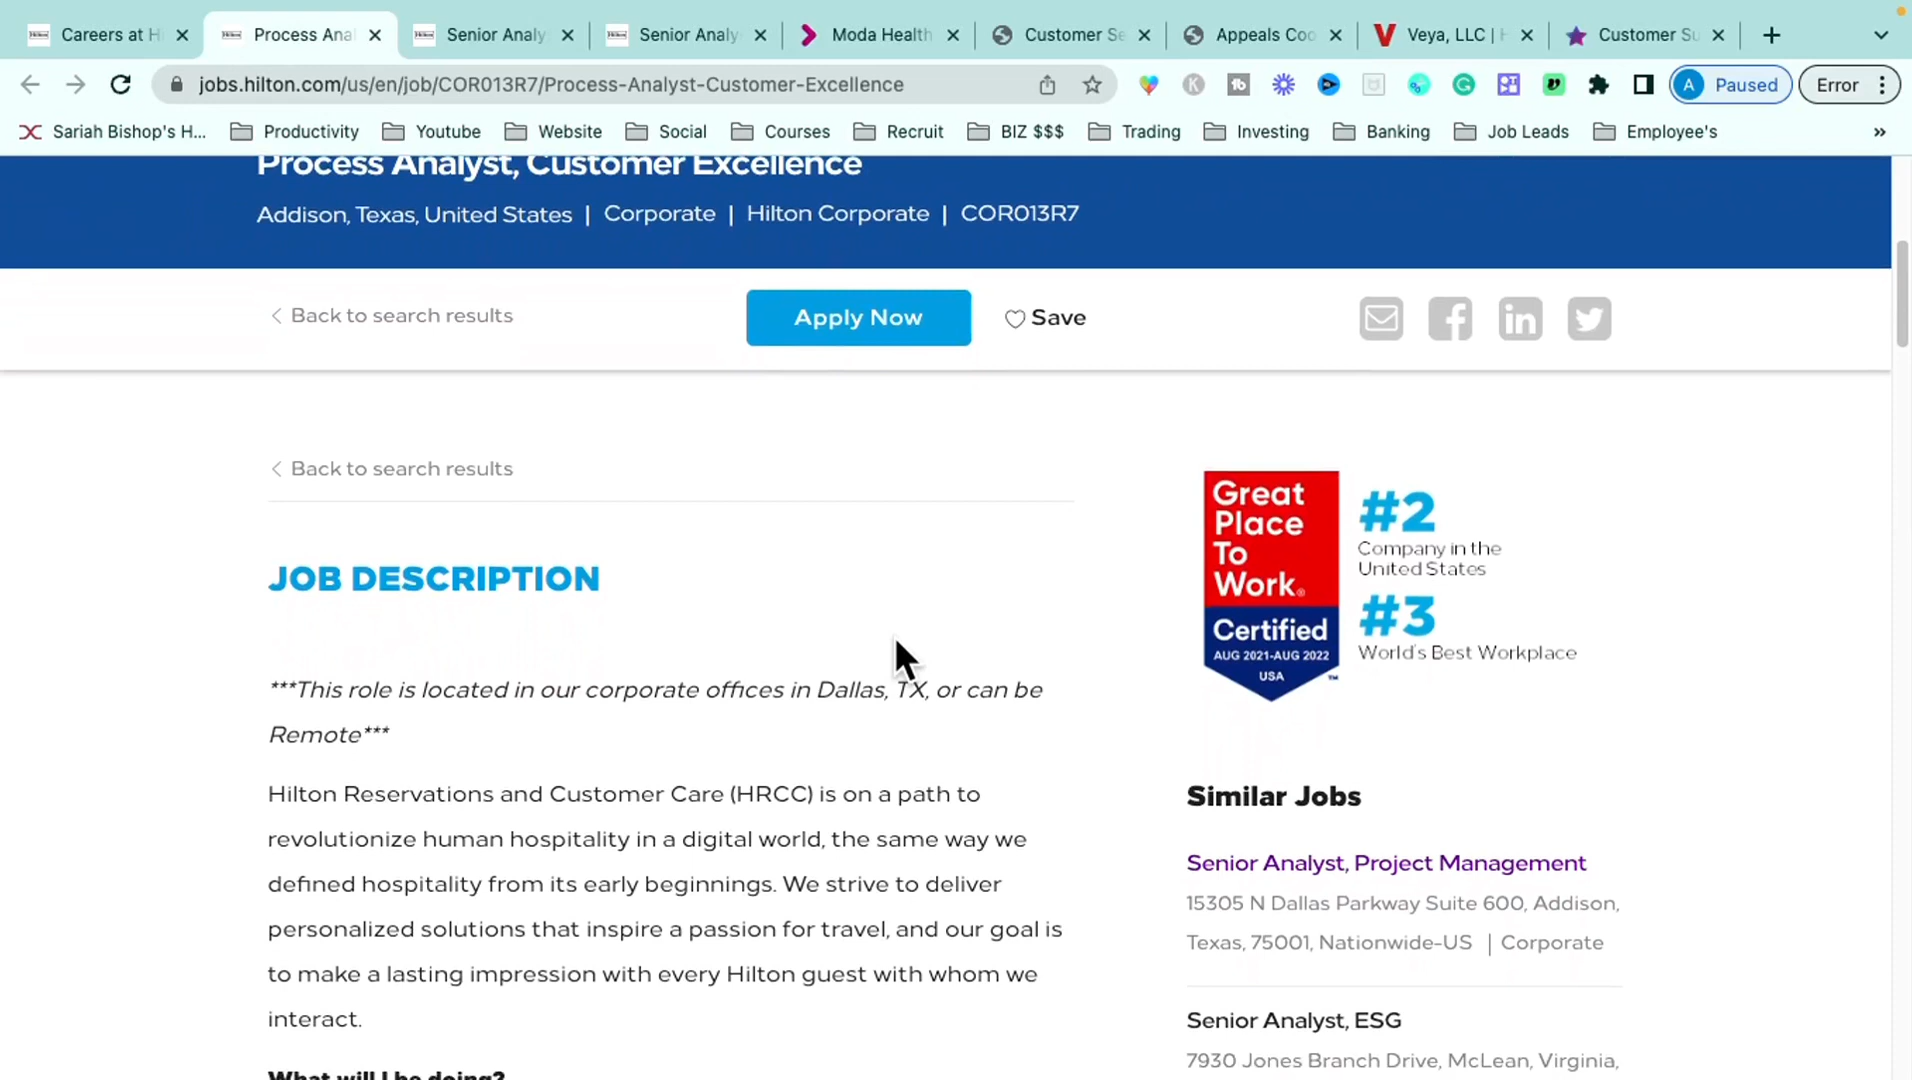 Careers at H
Process Anal
Senior Analy
Senior Analy
Moda Health
Customer Se
Appeals Coo
Veya, LLC | H
Customer Su
jobs.hilton.com/us/en/job/COR013R7/Process-Analyst-Customer-Excellence
A Paused
Error
Sariah Bishop's H... Productivity Youtube Website Social Courses Recruit BIZ $$$ Trading Investing Banking Job Leads Employee's »
Process Analyst, Customer Excellence
Addison, Texas, United States | Corporate | Hilton Corporate | COR013R7
Back to search results
Apply Now
Save
Back to search results
JOB DESCRIPTION
***This role is located in our corporate offices in Dallas, TX, or can be
Remote***
Hilton Reservations and Customer Care (HRCC) is on a path to
revolutionize human hospitality in a digital world, the same way we
defined hospitality from its early beginnings. We strive to deliver
personalized solutions that inspire a passion for travel, and our goal is
to make a lasting impression with every Hilton guest with whom we
interact.
What will I be doing?
Great
Place
To
Work®
Certified
AUG 2021-AUG 2022
USA
™
#2
Company in the
United States
#3
World's Best Workplace
Similar Jobs
Senior Analyst, Project Management
15305 N Dallas Parkway Suite 600, Addison,
Texas, 75001, Nationwide-US | Corporate
Senior Analyst, ESG
7930 Jones Branch Drive, McLean, Virginia,